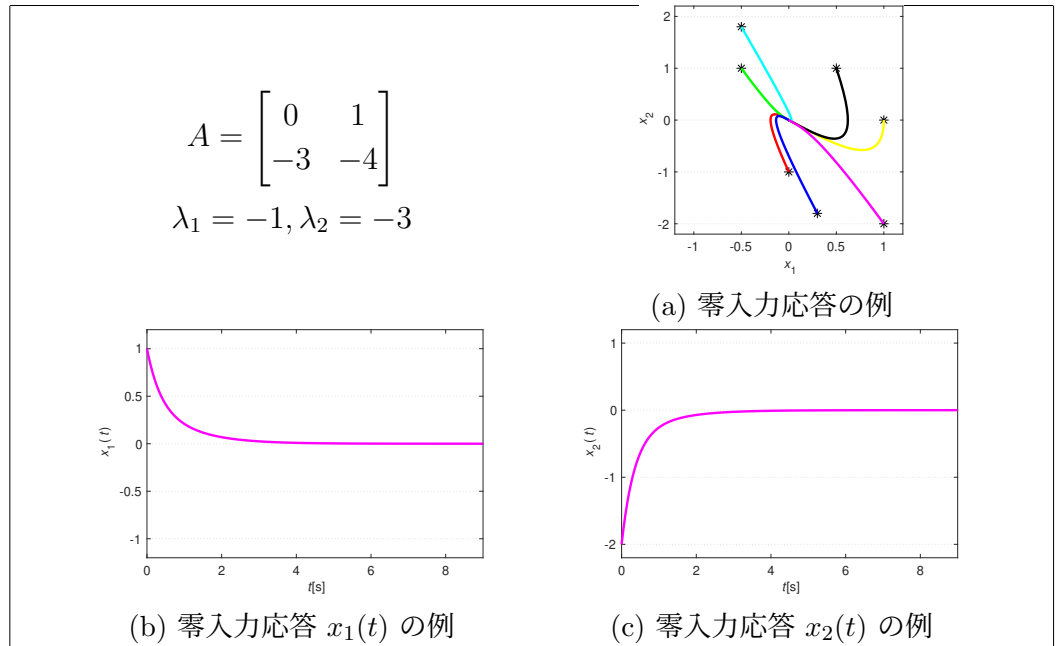 A = [ 0 1
-3 -4 ]
λ₁ = −1, λ₂ = −3
2
1
0
-1
-2
x₂
-1 -0.5 0 0.5 1
x₁
(a) 零入力応答の例
1
0.5
0
-0.5
-1
x₁(t)
0 2 4 6 8
t[s]
(b) 零入力応答 x₁(t) の例
1
0
-1
-2
x₂(t)
0 2 4 6 8
t[s]
(c) 零入力応答 x₂(t) の例